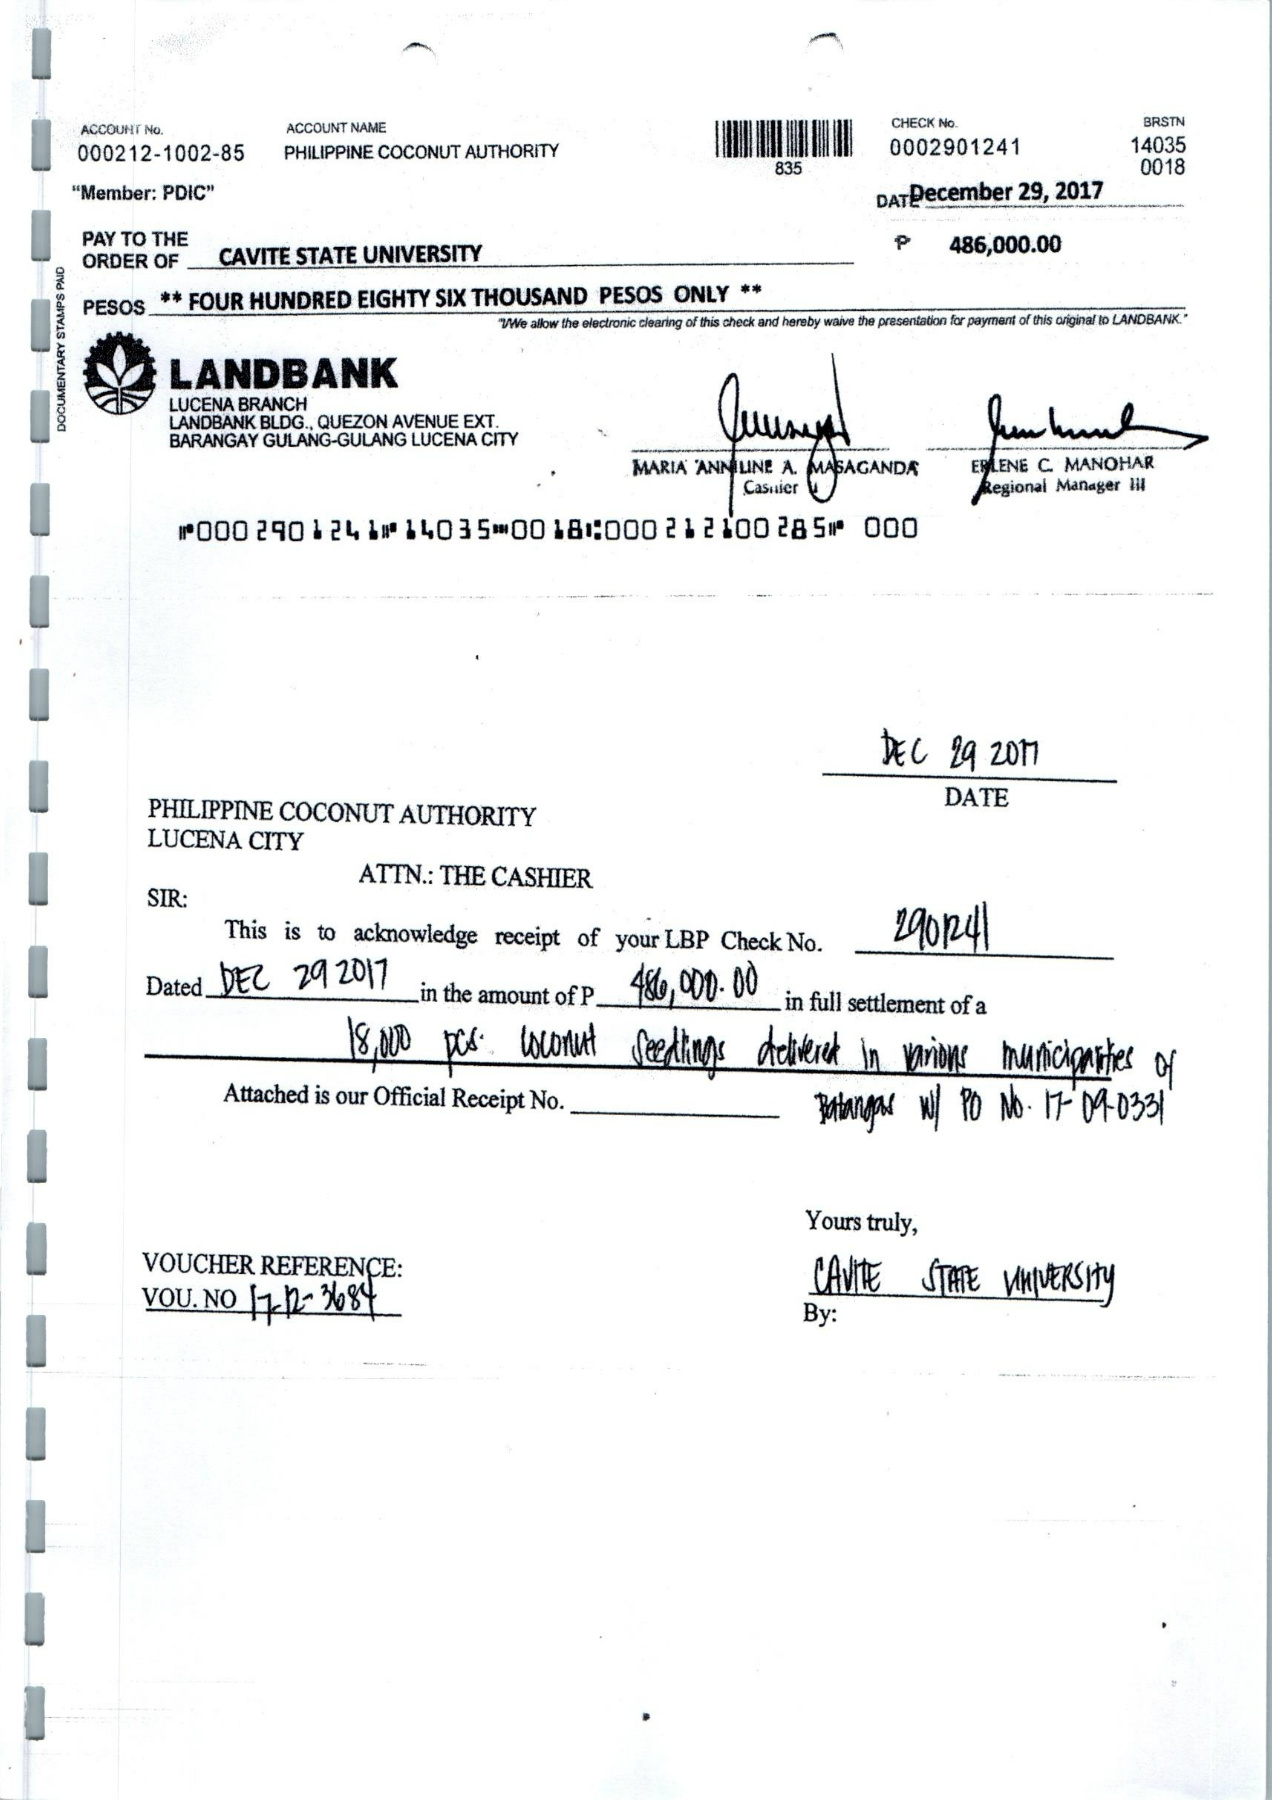 ACCOUNT No.
000212-1002-85
ACCOUNT NAME
PHILIPPINE COCONUT AUTHORITY
835
CHECK No.
0002901241
BRSTN
14035
0018
"Member: PDIC"
DATE December 29, 2017
PAY TO THE
ORDER OF CAVITE STATE UNIVERSITY
₱ 486,000.00
PESOS ** FOUR HUNDRED EIGHTY SIX THOUSAND PESOS ONLY **
"I/We allow the electronic clearing of this check and hereby waive the presentation for payment of this original to LANDBANK."
DOCUMENTARY STAMPS PAID
LANDBANK
LUCENA BRANCH
LANDBANK BLDG., QUEZON AVENUE EXT.
BARANGAY GULANG-GULANG LUCENA CITY
MARIA ANNILINE A. MASAGANDA
Cashier
ERLENE C. MANOHAR
Regional Manager III
⑈0002901241⑈14035⑉0018⑆000212100285⑈ 000
DEC 29 2017
DATE
PHILIPPINE COCONUT AUTHORITY
LUCENA CITY
ATTN.: THE CASHIER
SIR:
This is to acknowledge receipt of your LBP Check No. 2901241
Dated DEC 29 2017 in the amount of P 486,000.00 in full settlement of a
18,000 pcs. coconut seedlings delivered in various municipalities of
Batangas w/ PO No. 17-09-0331
Attached is our Official Receipt No.
Yours truly,
CAVITE STATE UNIVERSITY
By:
VOUCHER REFERENCE:
VOU. NO 17-12-3684